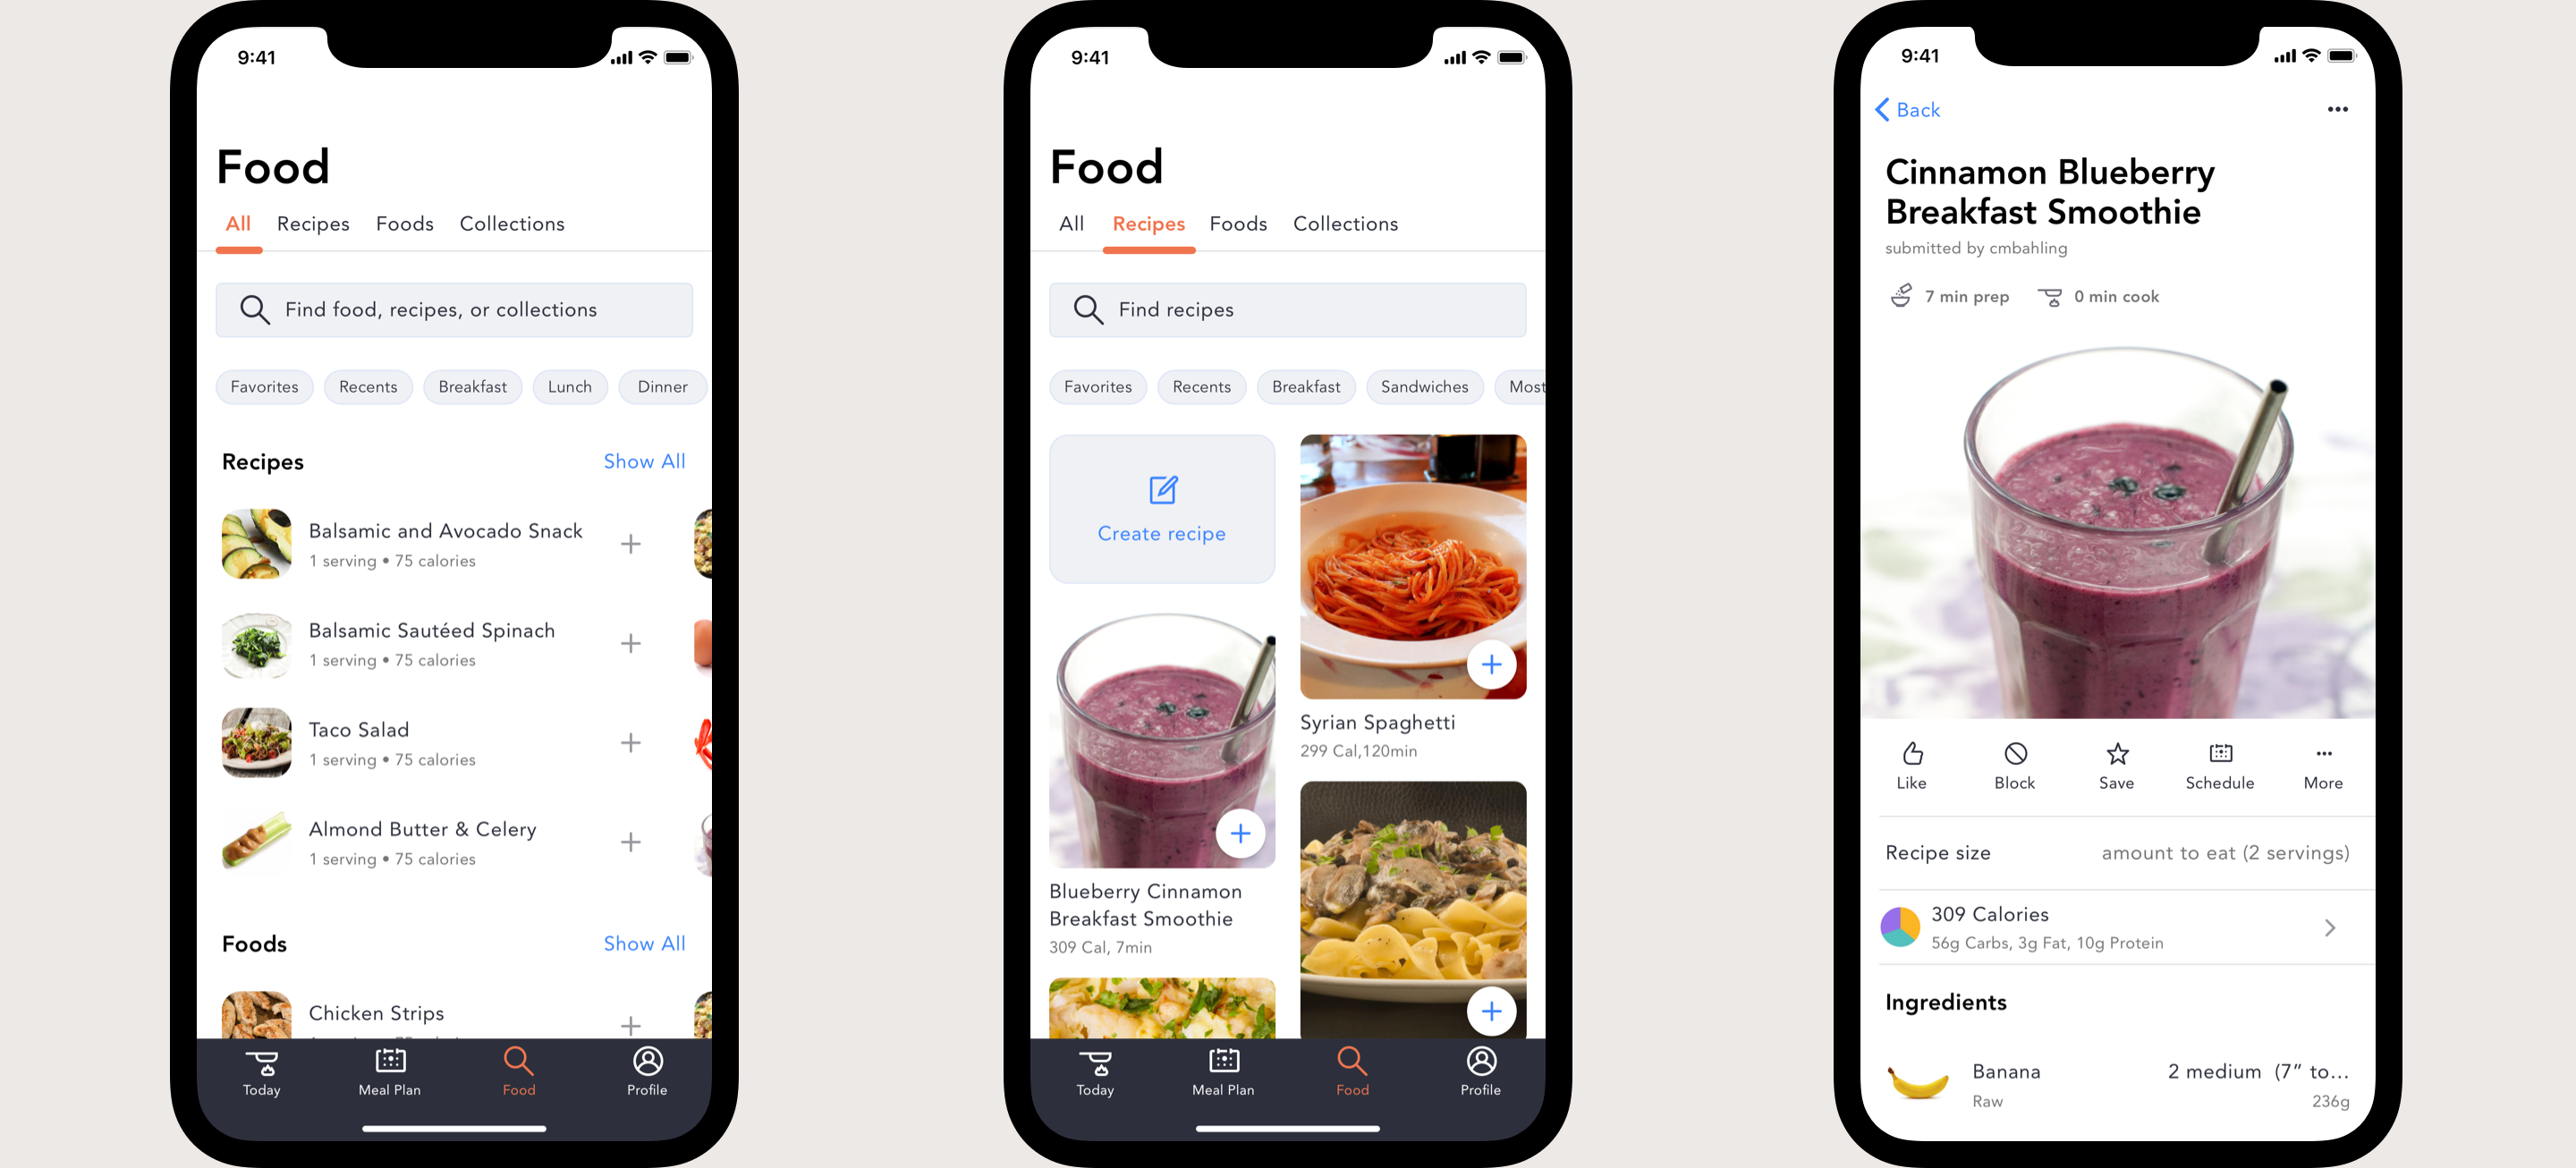 9:41
Food
All Recipes Foods Collections
Find food, recipes, or collections
Favorites Recents Breakfast Lunch Dinner
Recipes Show All
Balsamic and Avocado Snack
1 serving • 75 calories
Balsamic Sautéed Spinach
1 serving • 75 calories
Taco Salad
1 serving • 75 calories
Almond Butter & Celery
1 serving • 75 calories
Foods Show All
Chicken Strips
Today Meal Plan Food Profile
9:41
Food
All Recipes Foods Collections
Find recipes
Favorites Recents Breakfast Sandwiches Most
Create recipe
Syrian Spaghetti
299 Cal,120min
Blueberry Cinnamon
Breakfast Smoothie
309 Cal, 7min
Today Meal Plan Food Profile
9:41
Back
Cinnamon Blueberry
Breakfast Smoothie
submitted by cmbahling
7 min prep 0 min cook
Like Block Save Schedule More
Recipe size amount to eat (2 servings)
309 Calories
56g Carbs, 3g Fat, 10g Protein
Ingredients
Banana 2 medium (7” to...
Raw 236g